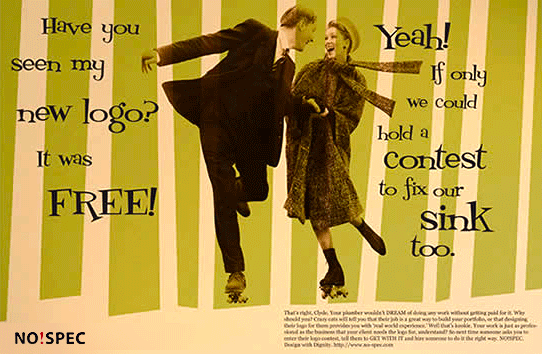 Have you
seen my
new logo?
It was
FREE!
Yeah!
If only
we could
hold a
contest
to fix our
sink
too.
That's right, Clyde. Your plumber wouldn't DREAM of doing any work without getting paid for it. Why
should you? Crazy cats will tell you that their job is a great way to build your portfolio, or that designing
their logo for them provides you with 'real world experience.' Well that's kookie. Your work is just as profes-
sional as the business that your client needs the logo for, understand? So next time someone asks you to
enter their logo contest, tell them to GET WITH IT and hire someone to do it the right way. NO!SPEC.
Design with Dignity. http://www.no-spec.com
NO!SPEC